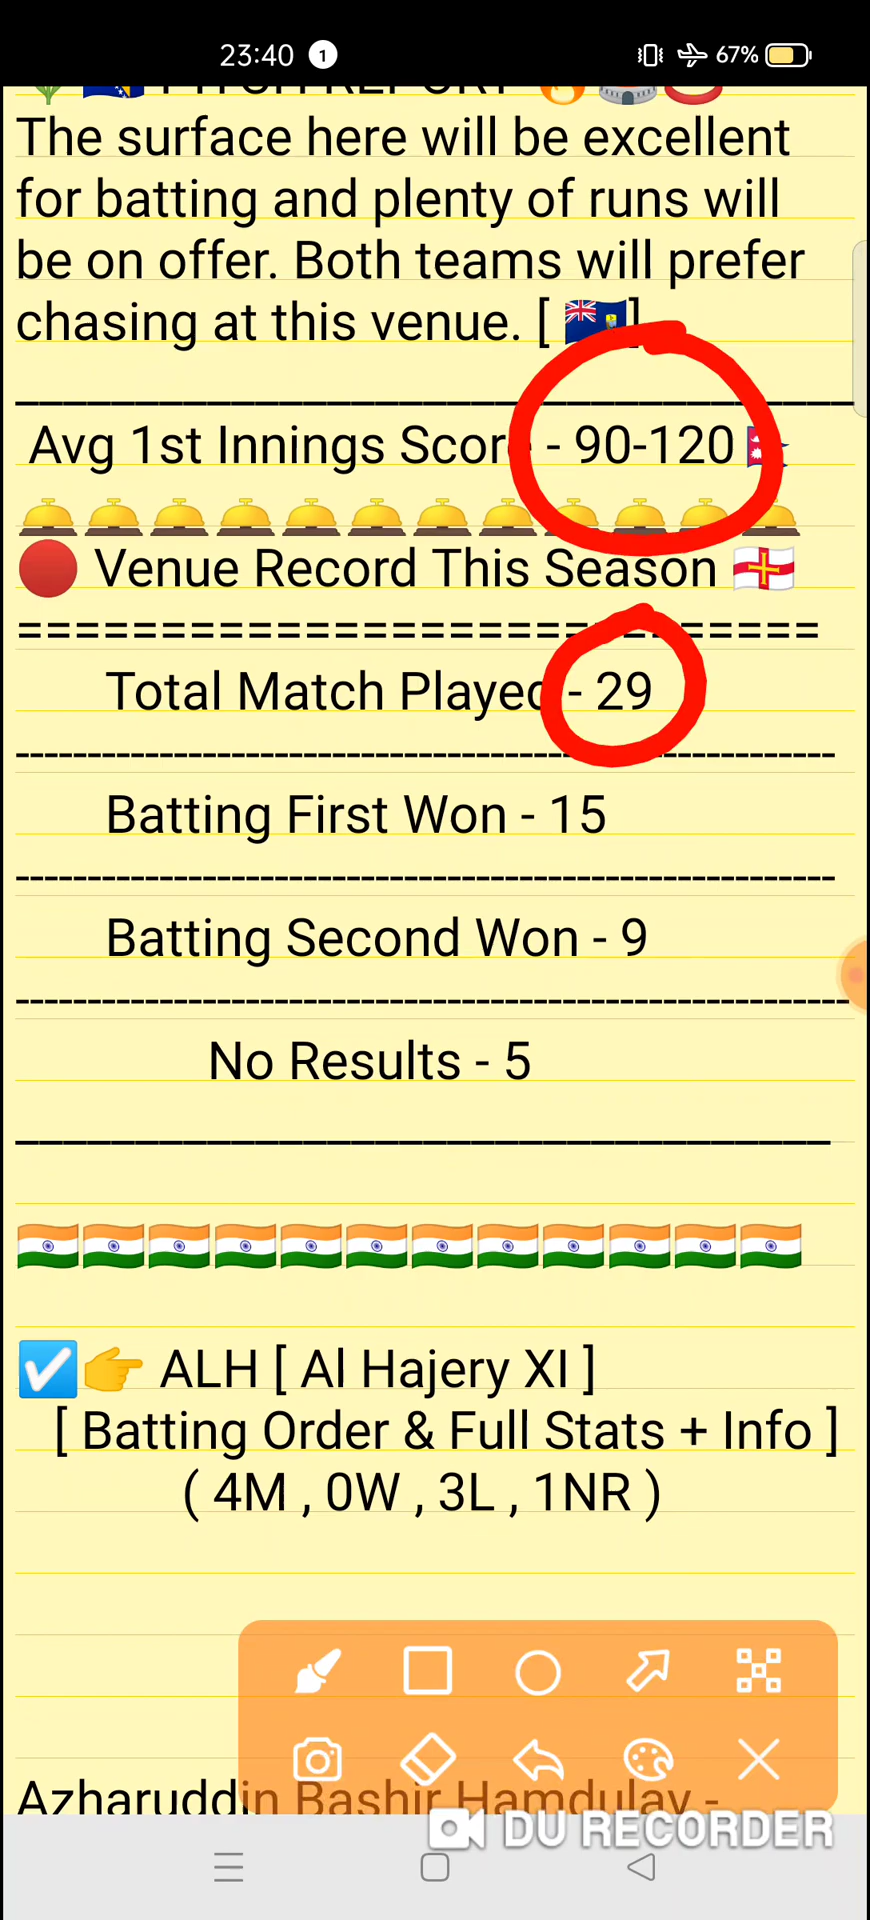 23:40 1 67%
PITCH REPORT
The surface here will be excellent
for batting and plenty of runs will
be on offer. Both teams will prefer
chasing at this venue. [ ]
Avg 1st Innings Score - 90-120
Venue Record This Season
============================
Total Match Played - 29
Batting First Won - 15
Batting Second Won - 9
No Results - 5
ALH [ Al Hajery XI ]
[ Batting Order & Full Stats + Info ]
( 4M , 0W , 3L , 1NR )
Azharuddin Bashir Hamdulay -
DU RECORDER